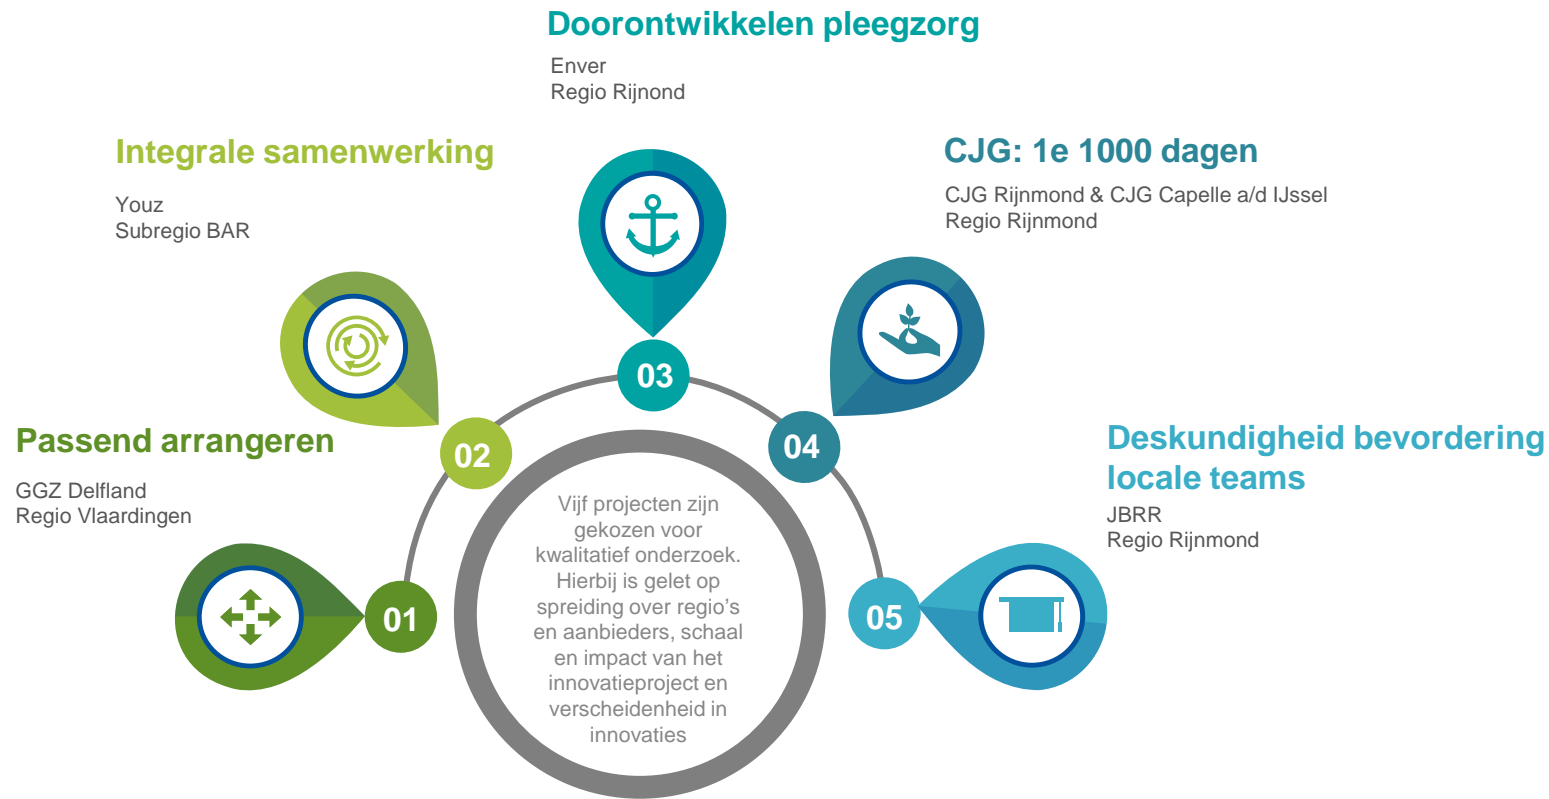 Doorontwikkelen pleegzorg
Enver
Regio Rijnond
Integrale samenwerking
Youz
Subregio BAR
CJG: 1e 1000 dagen
CJG Rijnmond & CJG Capelle a/d IJssel
Regio Rijnmond
Passend arrangeren
GGZ Delfland
Regio Vlaardingen
Deskundigheid bevordering
locale teams
JBRR
Regio Rijnmond
01
02
03
04
05
Vijf projecten zijn
gekozen voor
kwalitatief onderzoek.
Hierbij is gelet op
spreiding over regio’s
en aanbieders, schaal
en impact van het
innovatieproject en
verscheidenheid in
innovaties